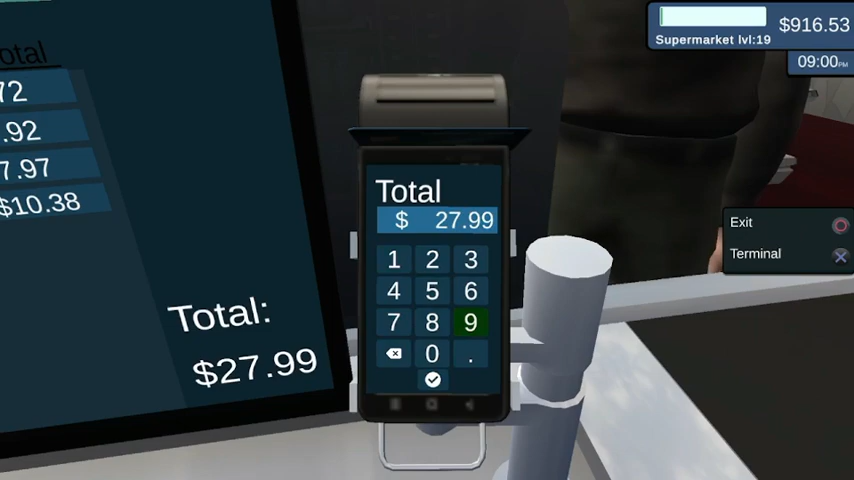 otal
72
.92
7.97
$10.38
Total:
$27.99
Total
$ 27.99
1 2 3
4 5 6
7 8 9
0 .
$916.53
Supermarket lvl:19
09:00PM
Exit
Terminal